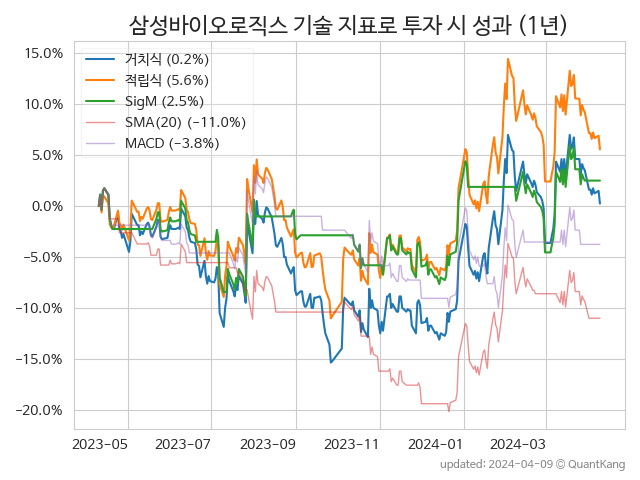 삼성바이오로직스 기술 지표로 투자 시 성과 (1년)
15.0%
10.0%
5.0%
0.0%
−5.0%
−10.0%
−15.0%
−20.0%
거치식 (0.2%)
적립식 (5.6%)
SigM (2.5%)
SMA(20) (−11.0%)
MACD (−3.8%)
2023-05 2023-07 2023-09 2023-11 2024-01 2024-03
updated: 2024-04-09 © QuantKang